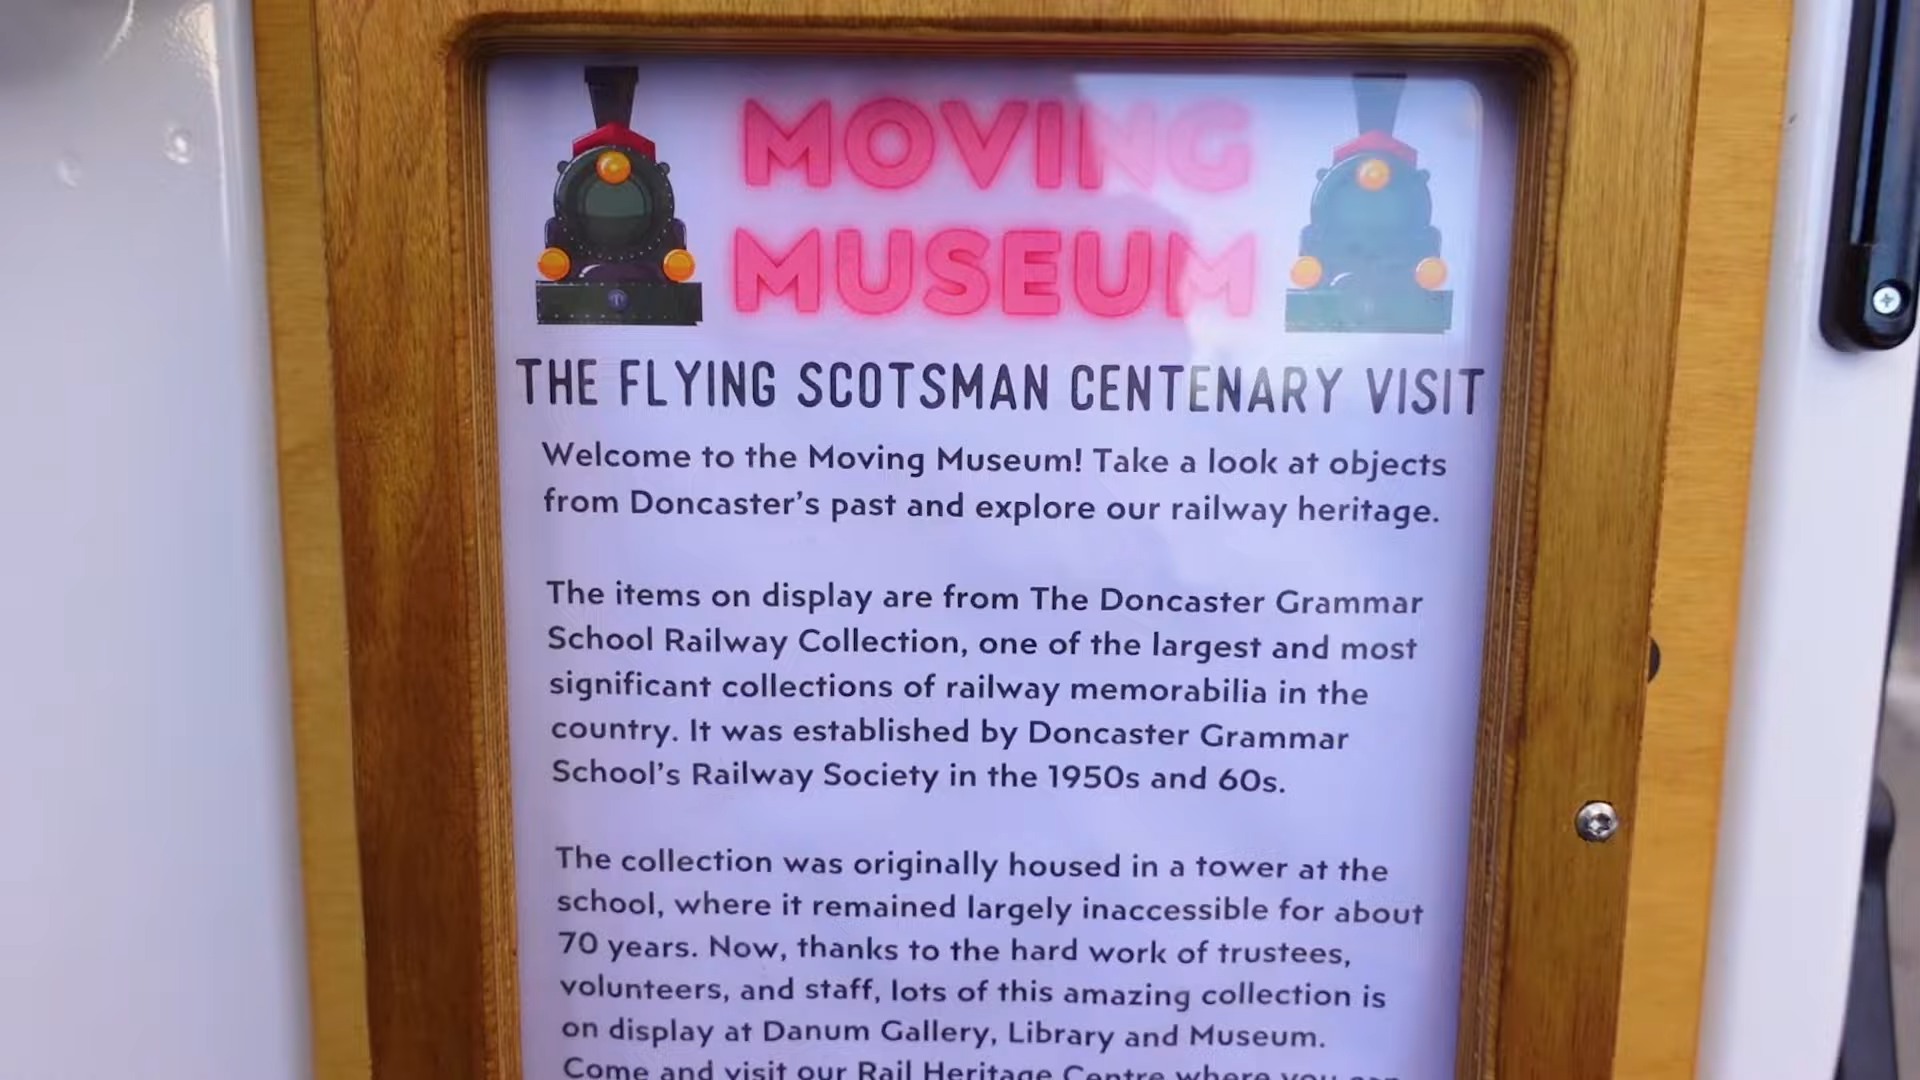 MOVING
MUSEUM
THE FLYING SCOTSMAN CENTENARY VISIT
Welcome to the Moving Museum! Take a look at objects
from Doncaster's past and explore our railway heritage.
The items on display are from The Doncaster Grammar
School Railway Collection, one of the largest and most
significant collections of railway memorabilia in the
country. It was established by Doncaster Grammar
School's Railway Society in the 1950s and 60s.
The collection was originally housed in a tower at the
school, where it remained largely inaccessible for about
70 years. Now, thanks to the hard work of trustees,
volunteers, and staff, lots of this amazing collection is
on display at Danum Gallery, Library and Museum.
Come and visit our Rail Heritage Centre where you can